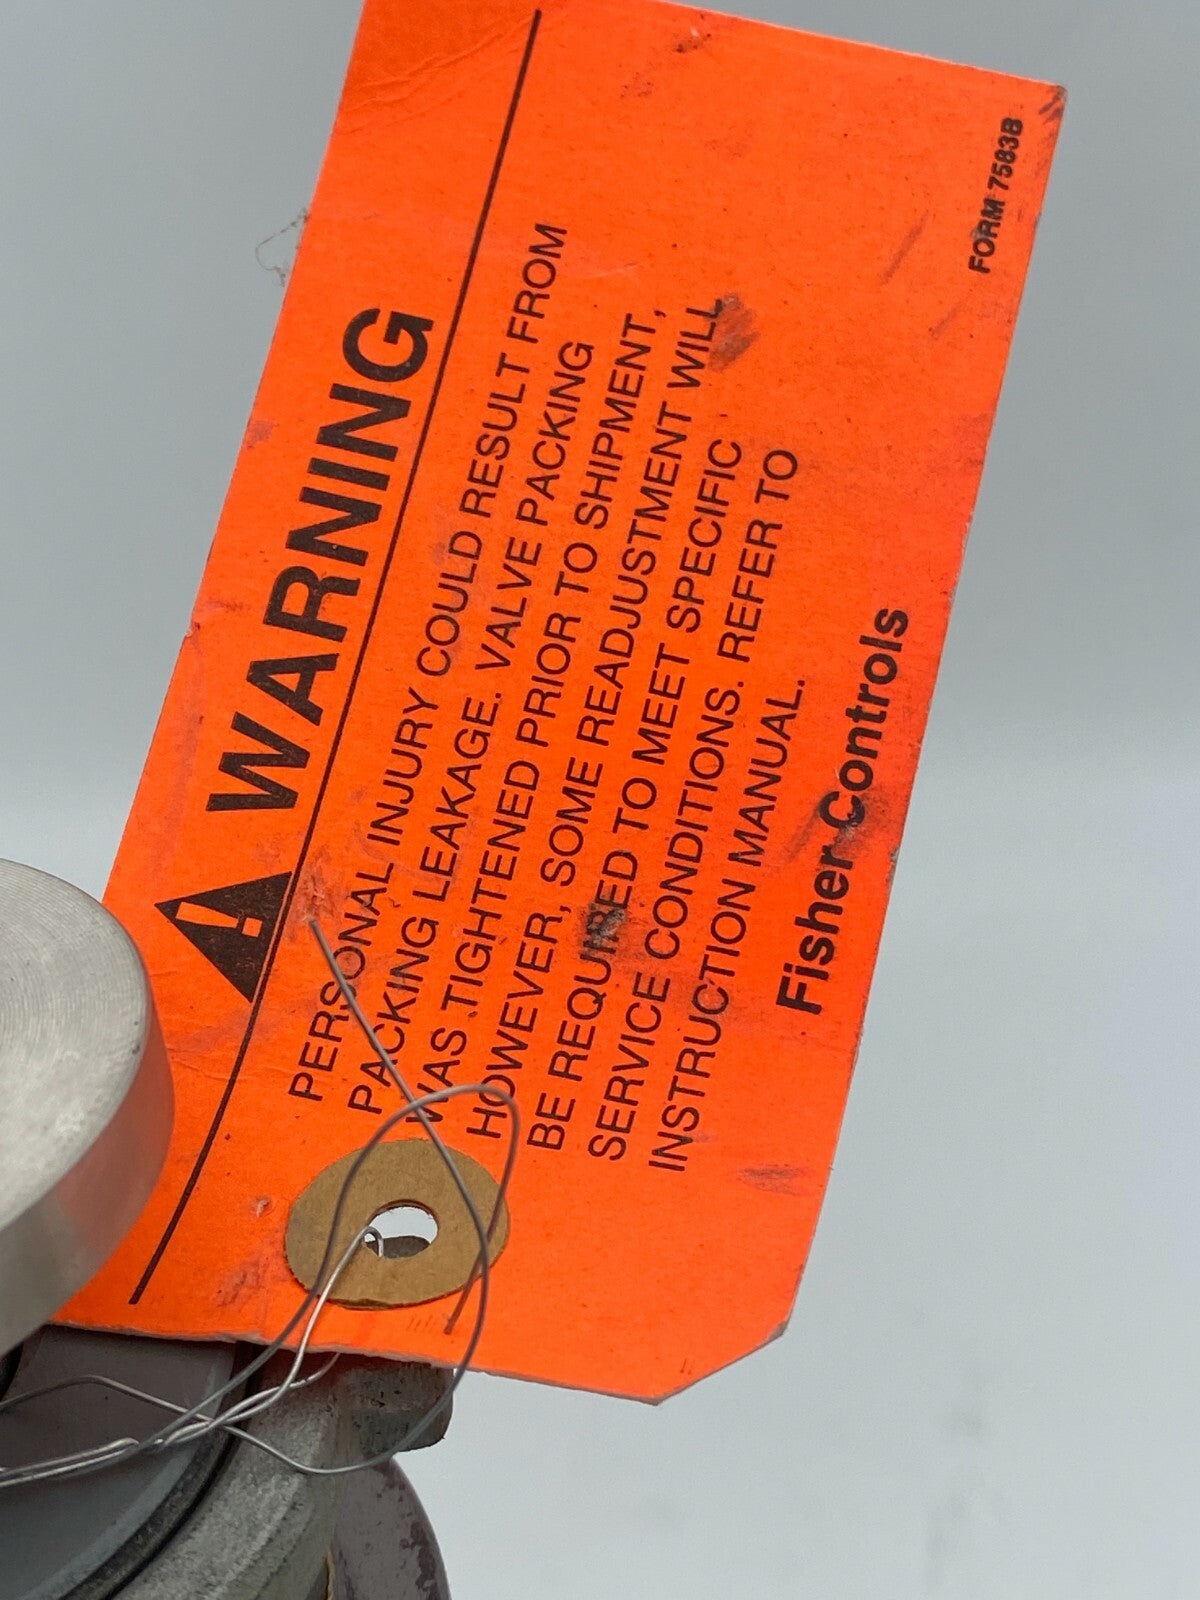 WARNING
PERSONAL INJURY COULD RESULT FROM
PACKING LEAKAGE. VALVE PACKING
WAS TIGHTENED PRIOR TO SHIPMENT,
HOWEVER, SOME READJUSTMENT WILL
BE REQUIRED TO MEET SPECIFIC
SERVICE CONDITIONS. REFER TO
INSTRUCTION MANUAL.
Fisher Controls
FORM 7583B